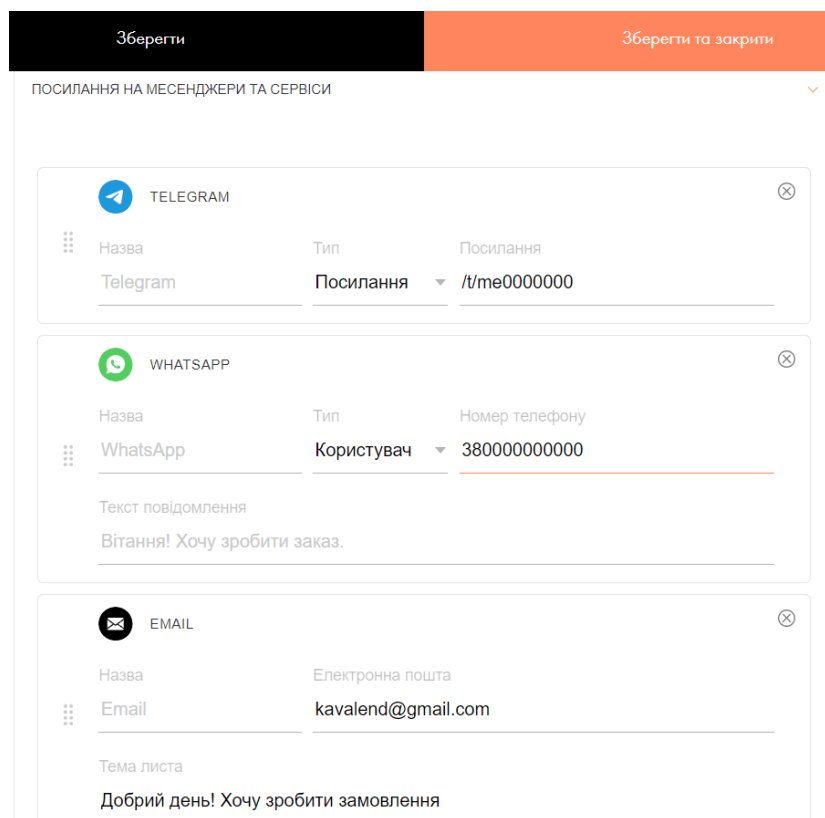 Зберегти
Зберегти та закрити
ПОСИЛАННЯ НА МЕСЕНДЖЕРИ ТА СЕРВІСИ
TELEGRAM
Назва Тип Посилання
Telegram Посилання /t/me0000000
WHATSAPP
Назва Тип Номер телефону
WhatsApp Користувач 380000000000
Текст повідомлення
Вітання! Хочу зробити заказ.
EMAIL
Назва Електронна пошта
Email kavalend@gmail.com
Тема листа
Добрий день! Хочу зробити замовлення